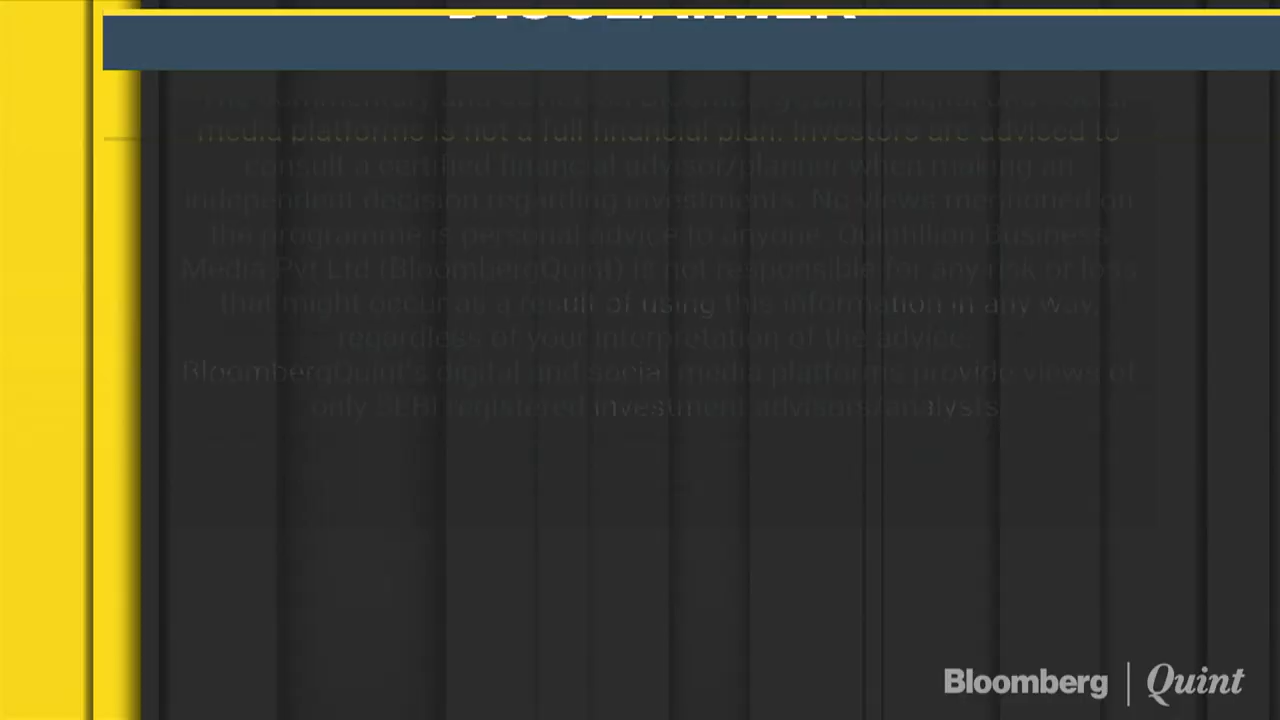 DISCLAIMER
media platforms is not a full financial plan. Investors are advised to
consult a certified financial advisor/planner when making an
independent decision regarding investments. No views mentioned on
the programme is personal advice to anyone. Quintillion Business
Media Pvt Ltd (BloombergQuint) is not responsible for any risk or loss
that might occur as a result of using this information in any way,
regardless of your interpretation of the advice.
BloombergQuint's digital and social media platforms provide views of
only SEBI registered investment advisors/analysts
Bloomberg | Quint